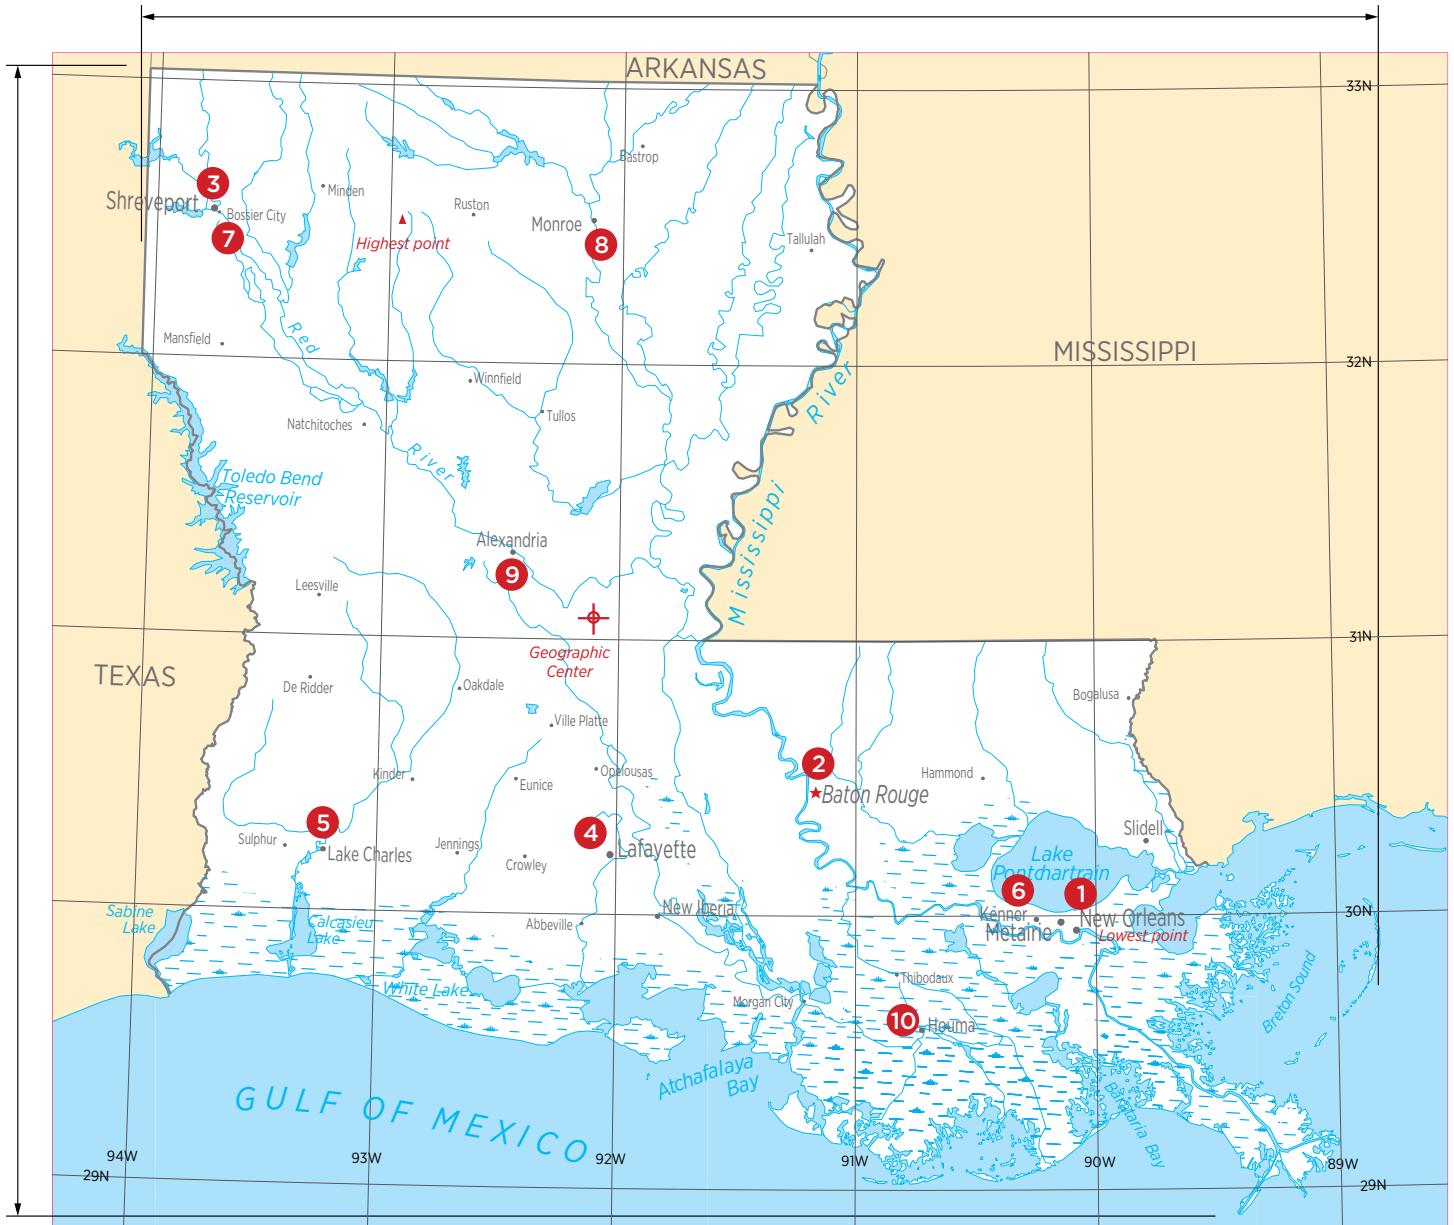 ARKANSAS
33N
Bastrop
3
Minden
Shreveport
Bossier City
Ruston
Monroe
7
Highest point
8
Tallulah
Mansfield
Red
MISSISSIPPI
32N
Winnfield
River
Natchitoches
Tullos
River
Toledo Bend
Reservoir
Mississippi
Alexandria
9
Leesville
31N
Geographic
Center
TEXAS
De Ridder
Oakdale
Bogalusa
Ville Platte
2
Kinder
Opelousas
Eunice
Hammond
Baton Rouge
5
4
Slidell
Sulphur
Lake Charles
Jennings
Crowley
Lafayette
Lake
Pontchartrain
6
1
Sabine
Lake
Calcasieu
Lake
Abbeville
New Iberia
Kenner
New Orleans
30N
Metairie
Lowest point
White Lake
Thibodaux
Morgan City
10
Houma
Breton Sound
Atchafalaya
Bay
GULF OF MEXICO
Barataria Bay
94W
93W
92W
91W
90W
89W
29N
29N